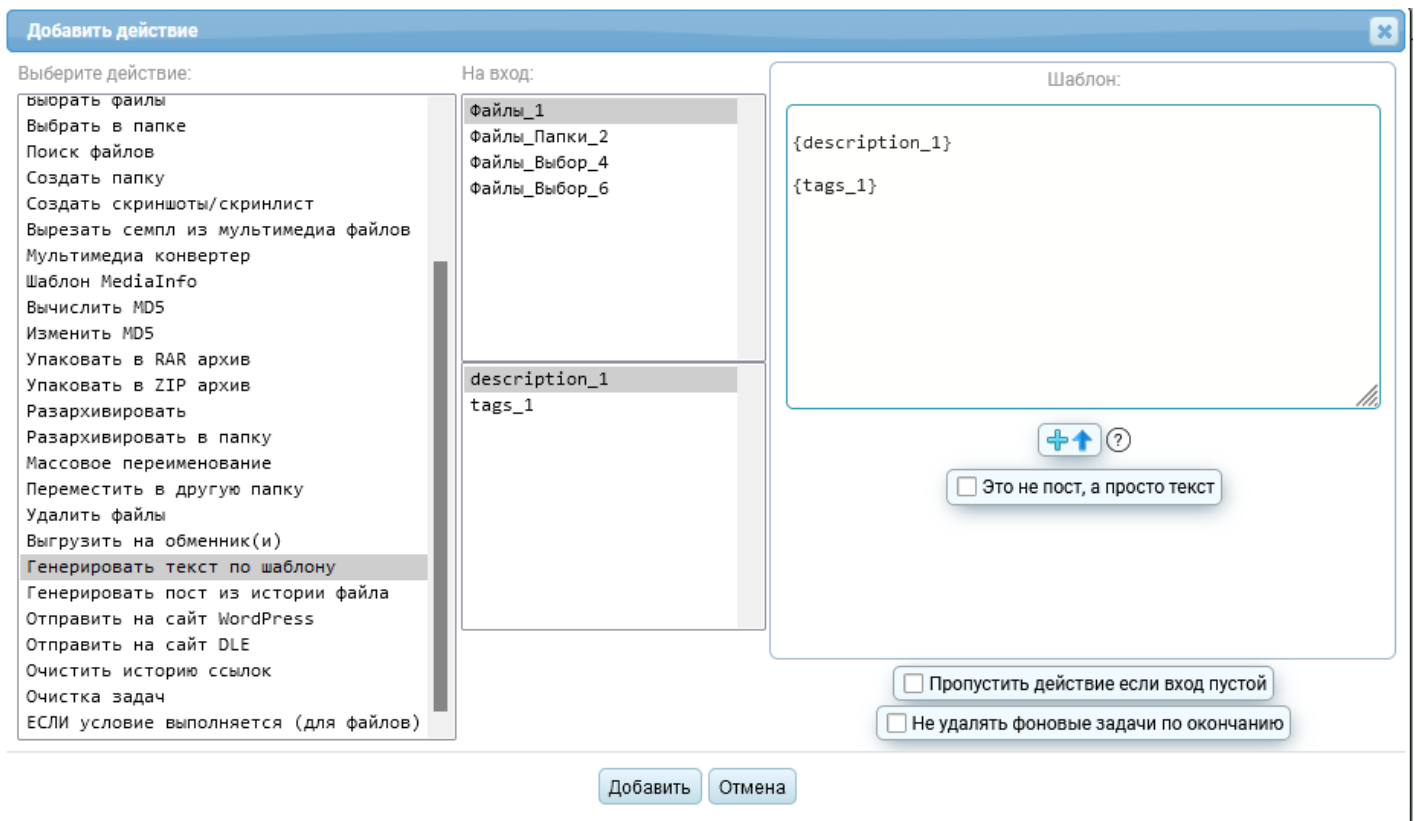 Добавить действие
Выберите действие:
Выбрать файлы
Выбрать в папке
Поиск файлов
Создать папку
Создать скриншоты/скринлист
Вырезать семпл из мультимедиа файлов
Мультимедиа конвертер
Шаблон MediaInfo
Вычислить MD5
Изменить MD5
Упаковать в RAR архив
Упаковать в ZIP архив
Разархивировать
Разархивировать в папку
Массовое переименование
Переместить в другую папку
Удалить файлы
Выгрузить на обменник(и)
Генерировать текст по шаблону
Генерировать пост из истории файла
Отправить на сайт WordPress
Отправить на сайт DLE
Очистить историю ссылок
Очистка задач
ЕСЛИ условие выполняется (для файлов)
На вход:
Файлы_1
Файлы_Папки_2
Файлы_Выбор_4
Файлы_Выбор_6
description_1
tags_1
Шаблон:
{description_1}
{tags_1}
?
Это не пост, а просто текст
Пропустить действие если вход пустой
Не удалять фоновые задачи по окончанию
Добавить
Отмена